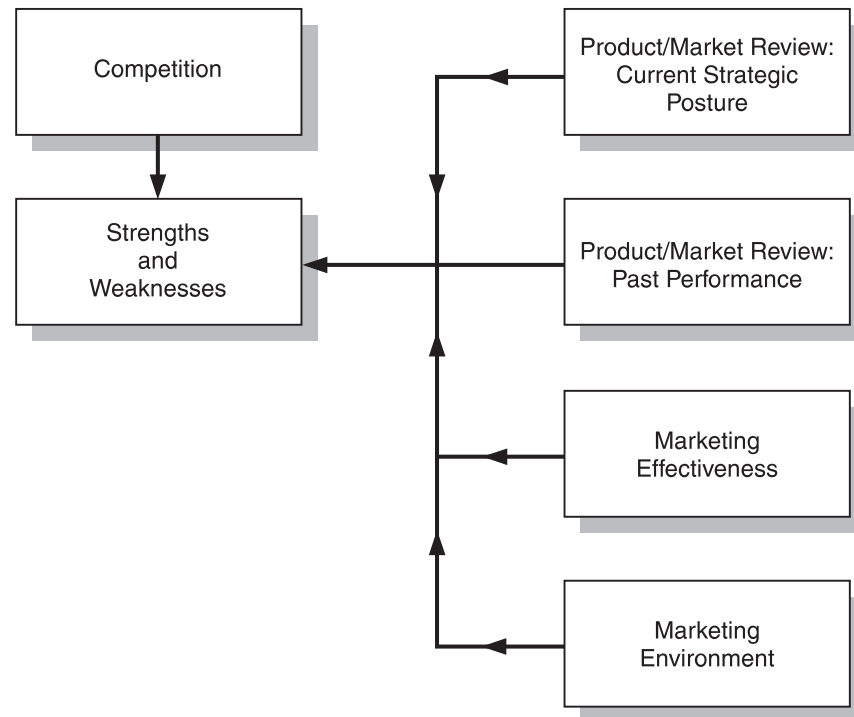 Competition
Strengths
and
Weaknesses
Product/Market Review:
Current Strategic
Posture
Product/Market Review:
Past Performance
Marketing
Effectiveness
Marketing
Environment